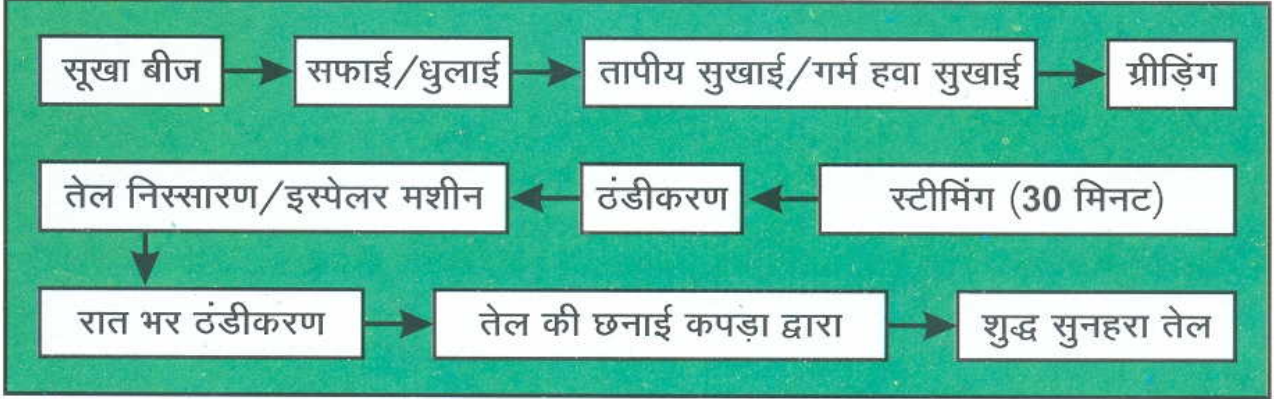 सूखा बीज सफाई/धुलाई तापीय सुखाई/गर्म हवा सुखाई ग्रीडिंग
तेल निस्सारण/इस्पेलर मशीन ठंडीकरण स्टीमिंग (30 मिनट)
रात भर ठंडीकरण तेल की छनाई कपड़ा द्वारा शुद्ध सुनहरा तेल